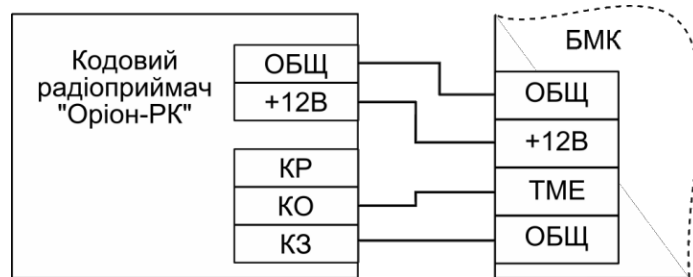 Кодовий
радіоприймач
"Оріон-РК"
ОБЩ
+12В
КР
КО
КЗ
БМК
ОБЩ
+12В
ТМЕ
ОБЩ